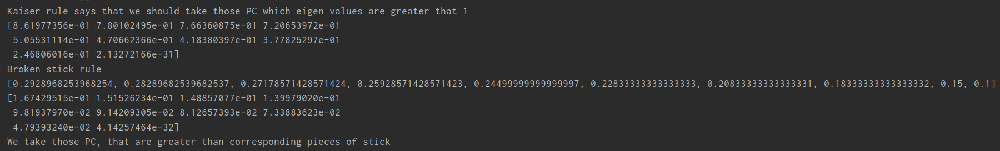 Kaiser rule says that we should take those PC which eigen values are greater that 1
[8.61977356e-01 7.80102495e-01 7.66360875e-01 7.20653972e-01
5.05531114e-01 4.70662366e-01 4.18380397e-01 3.77825297e-01
2.46806016e-01 2.13272166e-31]
Broken stick rule
[0.2928968253968254, 0.28289682539682537, 0.27178571428571424, 0.25928571428571423, 0.24499999999999997, 0.22833333333333333, 0.20833333333333331, 0.18333333333333332, 0.15, 0.1]
[1.67429515e-01 1.51526234e-01 1.48857077e-01 1.39979020e-01
9.81937970e-02 9.14209305e-02 8.12657393e-02 7.33883623e-02
4.79393240e-02 4.14257464e-32]
We take those PC, that are greater than corresponding pieces of stick